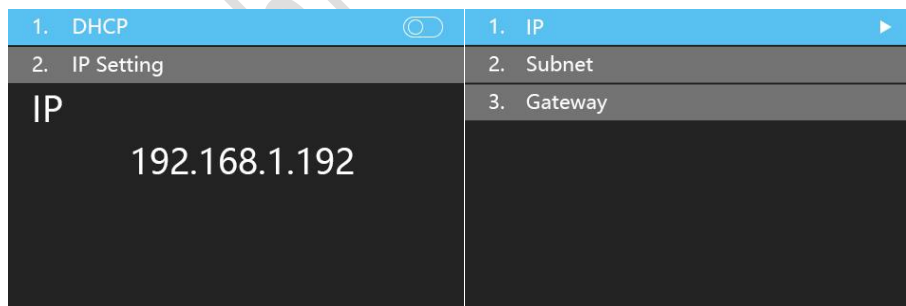 1. DHCP
2. IP Setting
IP
192.168.1.192
1. IP
2. Subnet
3. Gateway